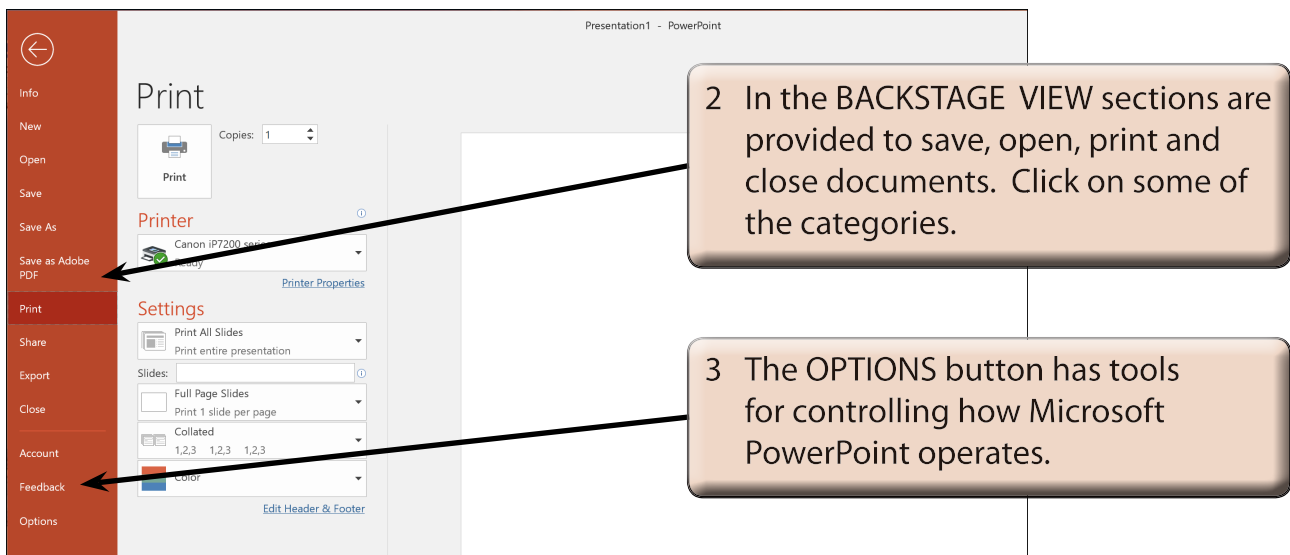 Presentation1 - PowerPoint
Info
New
Open
Save
Save As
Save as Adobe
PDF
Print
Share
Export
Close
Account
Feedback
Options
Print
Copies: 1
Print
Printer
Canon iP7200 series
Ready
Printer Properties
Settings
Print All Slides
Print entire presentation
Slides:
Full Page Slides
Print 1 slide per page
Collated
1,2,3 1,2,3 1,2,3
Color
Edit Header & Footer
2 In the BACKSTAGE VIEW sections are
provided to save, open, print and
close documents. Click on some of
the categories.
3 The OPTIONS button has tools
for controlling how Microsoft
PowerPoint operates.